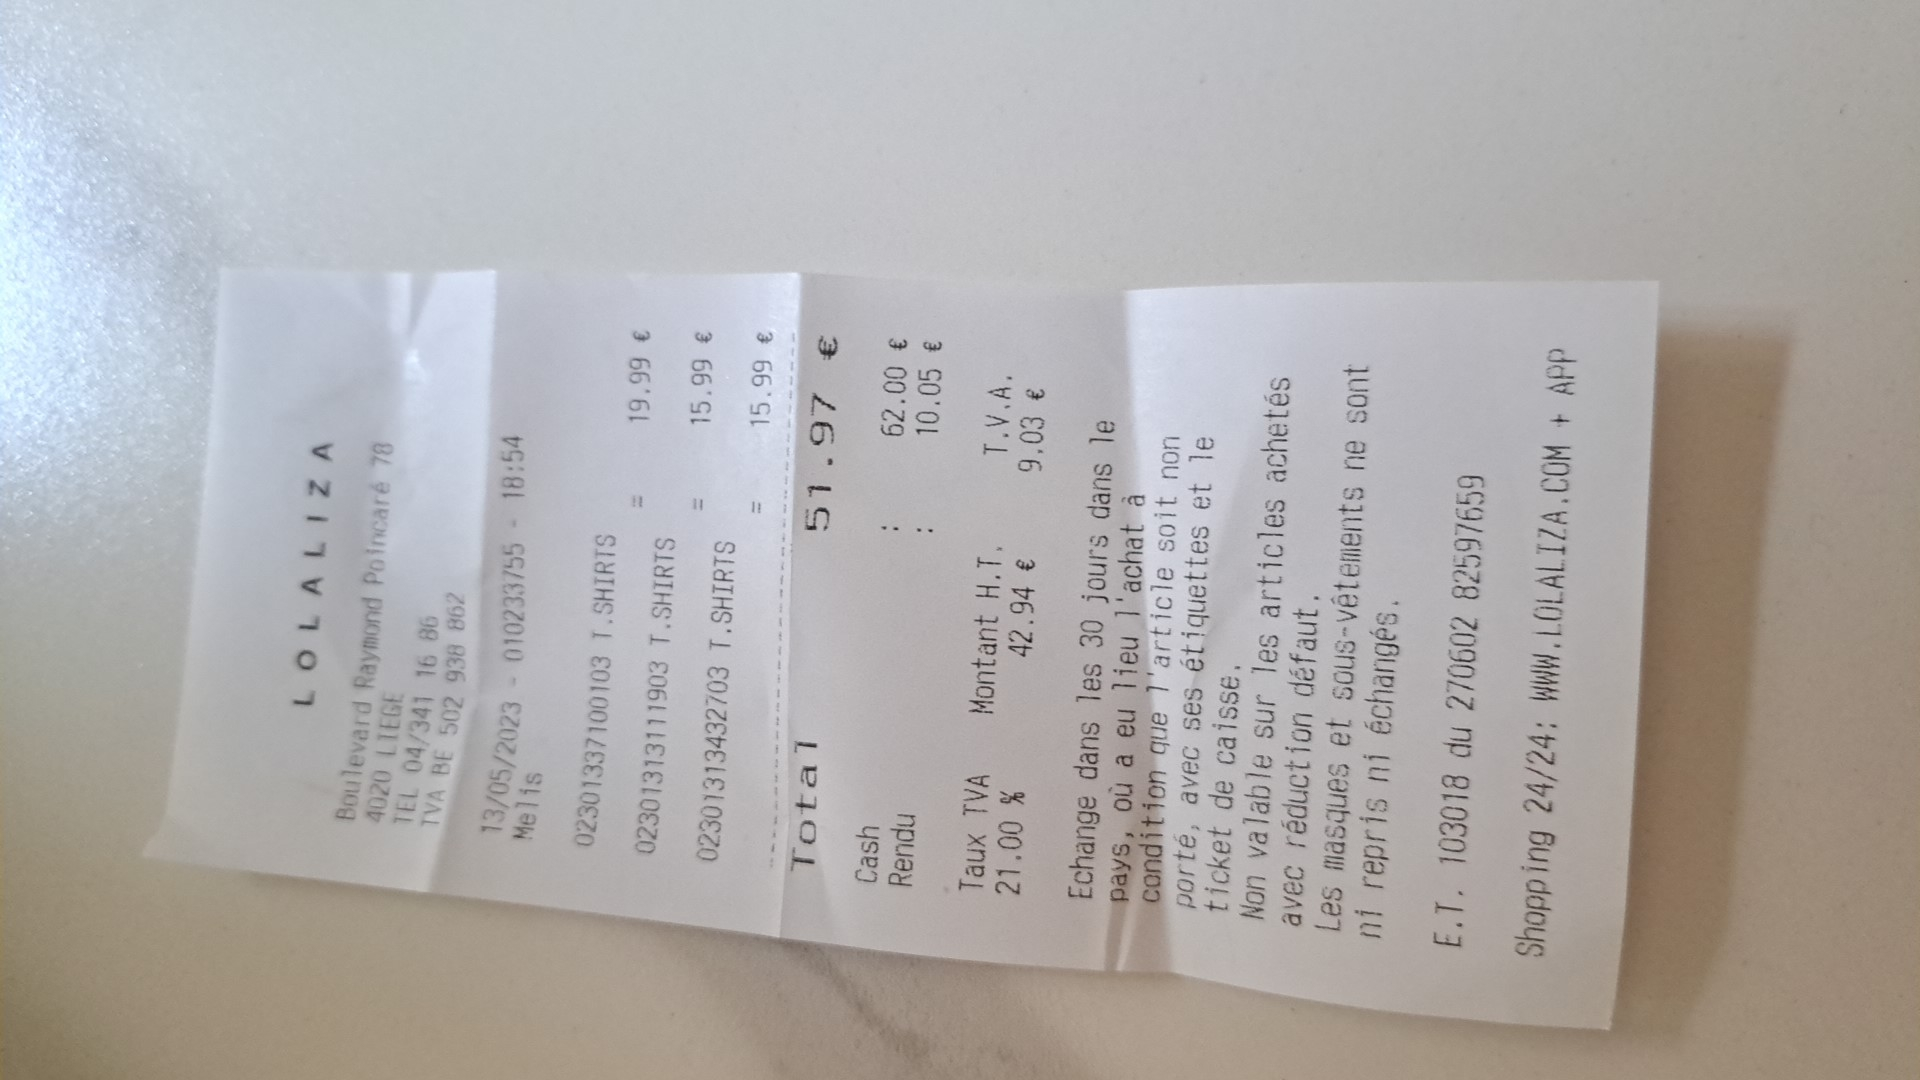 LOLALIZA
Boulevard Raymond Poincaré 78
4020 LIEGE
TEL 04/341 16 86
TVA BE 502 938 862
13/05/2023 - 010233755 - 18:54
Melis
02301337100103 T.SHIRTS
= 19.99 €
02301313111903 T.SHIRTS
= 15.99 €
02301313432703 T.SHIRTS
= 15.99 €
Total 51.97 €
Cash : 62.00 €
Rendu : 10.05 €
Taux TVA Montant H.T. T.V.A.
21.00 % 42.94 € 9.03 €
Echange dans les 30 jours dans le
pays, où a eu lieu l'achat à
condition que l'article soit non
porté, avec ses étiquettes et le
ticket de caisse.
Non valable sur les articles achetés
avec réduction défaut.
Les masques et sous-vêtements ne sont
ni repris ni échangés.
E.T. 103018 du 270602 82597659
Shopping 24/24: WWW.LOLALIZA.COM + APP